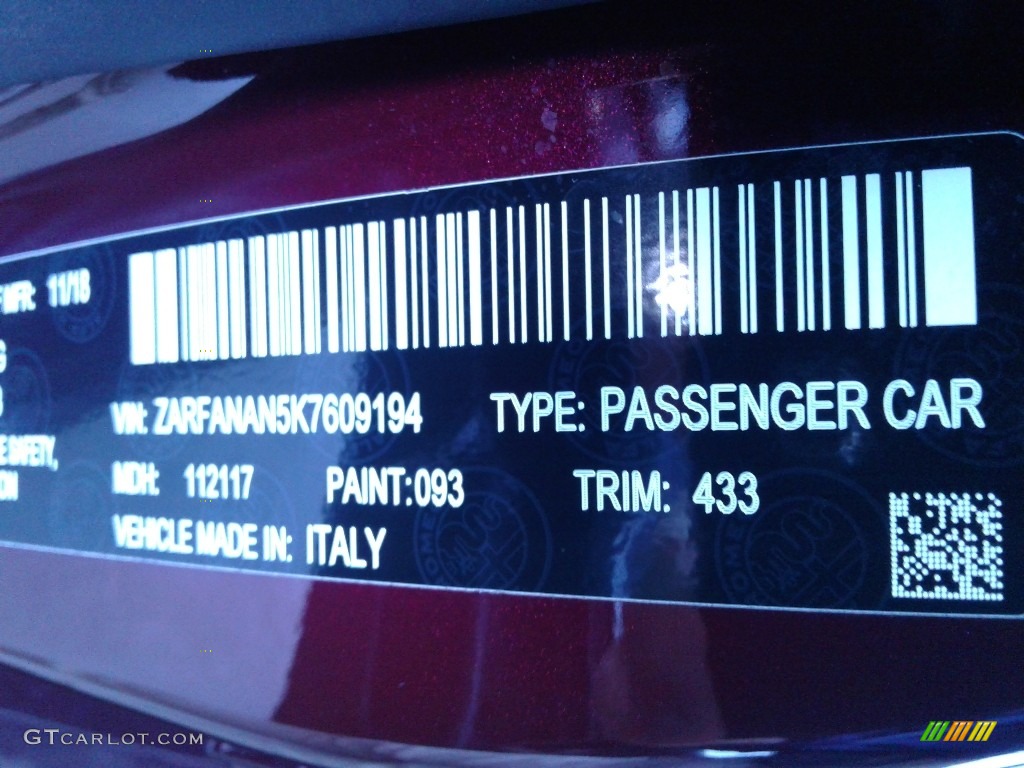 MFR: 11/18
VIN: ZARFANAN5K7609194
TYPE: PASSENGER CAR
E SAFETY,
MDH: 112117
PAINT:093
TRIM: 433
VEHICLE MADE IN: ITALY
GTCARLOT.COM